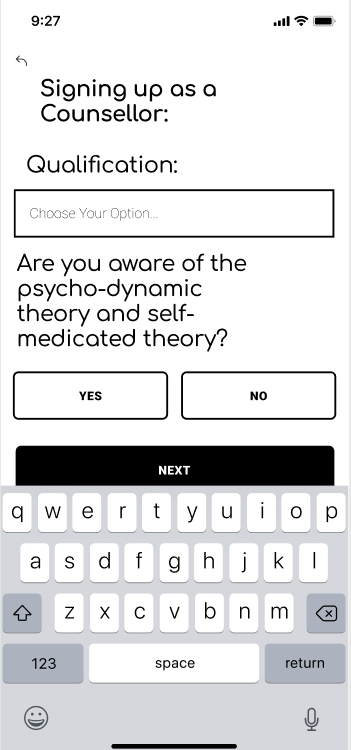 9:27
Signing up as a
Counsellor:
Qualification:
Choose Your Option...
Are you aware of the
psycho-dynamic
theory and self-
medicated theory?
YES NO
NEXT
q w e r t y u i o p
a s d f g h j k l
z x c v b n m
123 space return